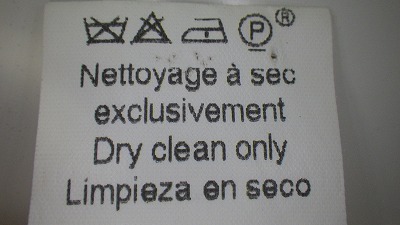 P ®
Nettoyage à sec
exclusivement
Dry clean only
Limpieza en seco